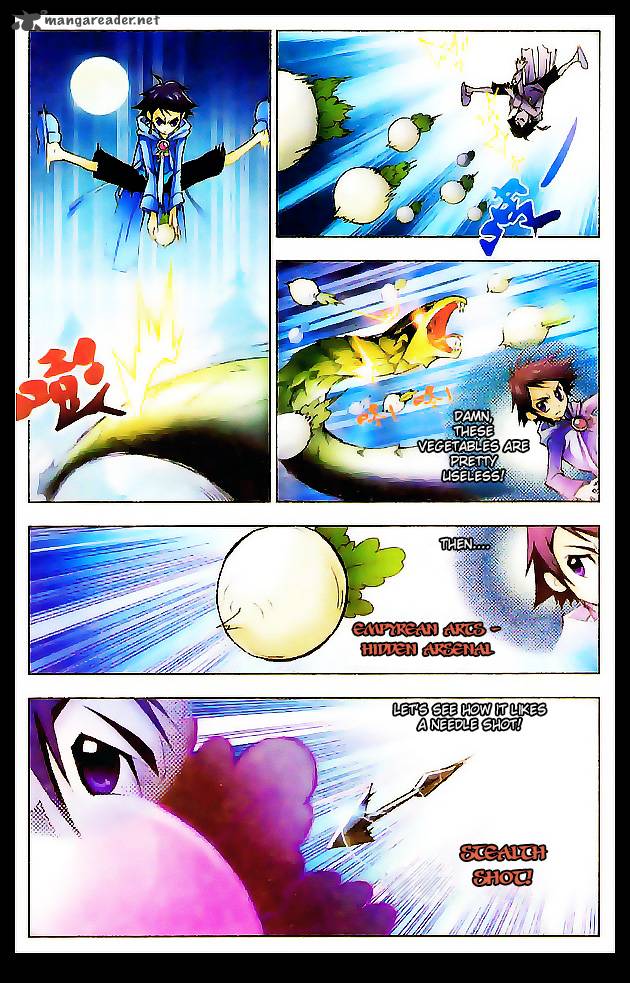 mangareader.net
DAMN,
THESE
VEGETABLES ARE
PRETTY
USELESS!
THEN....
EMPYREAN ARTS -
HIDDEN ARSENAL
LET'S SEE HOW IT LIKES
A NEEDLE SHOT!
STEALTH
SHOT!